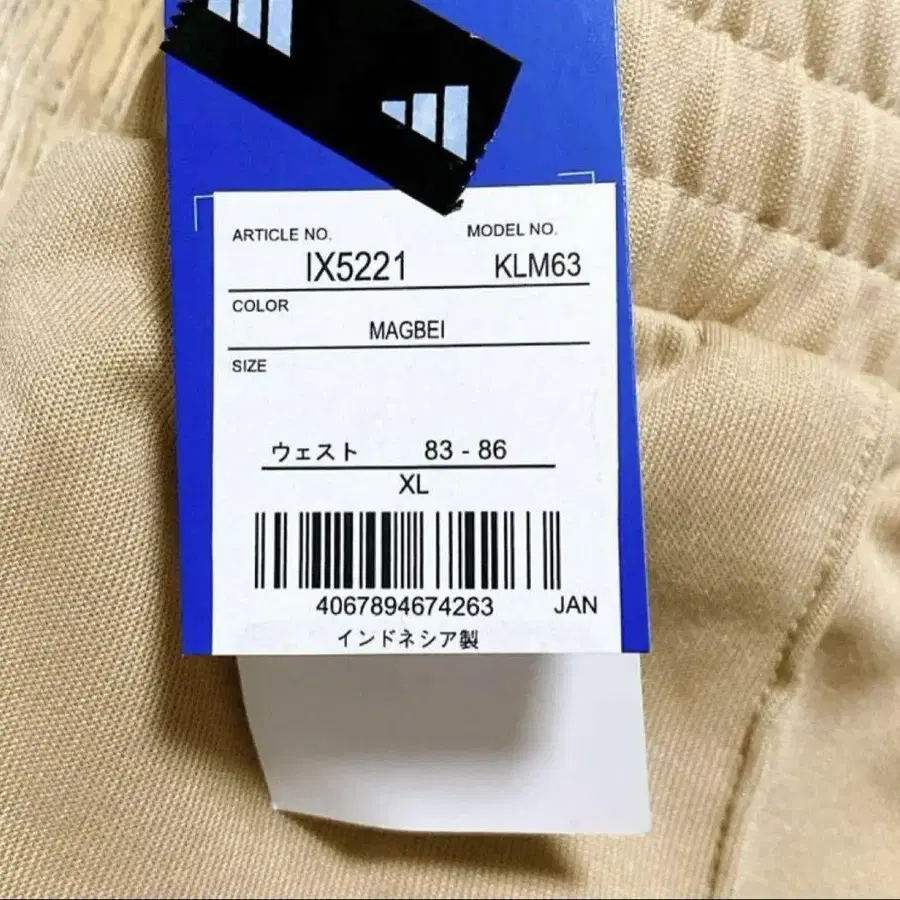 ARTICLE NO. MODEL NO.
IX5221 KLM63
COLOR
MAGBEI
SIZE
ウェスト 83 - 86
XL
4067894674263 JAN
インドネシア製